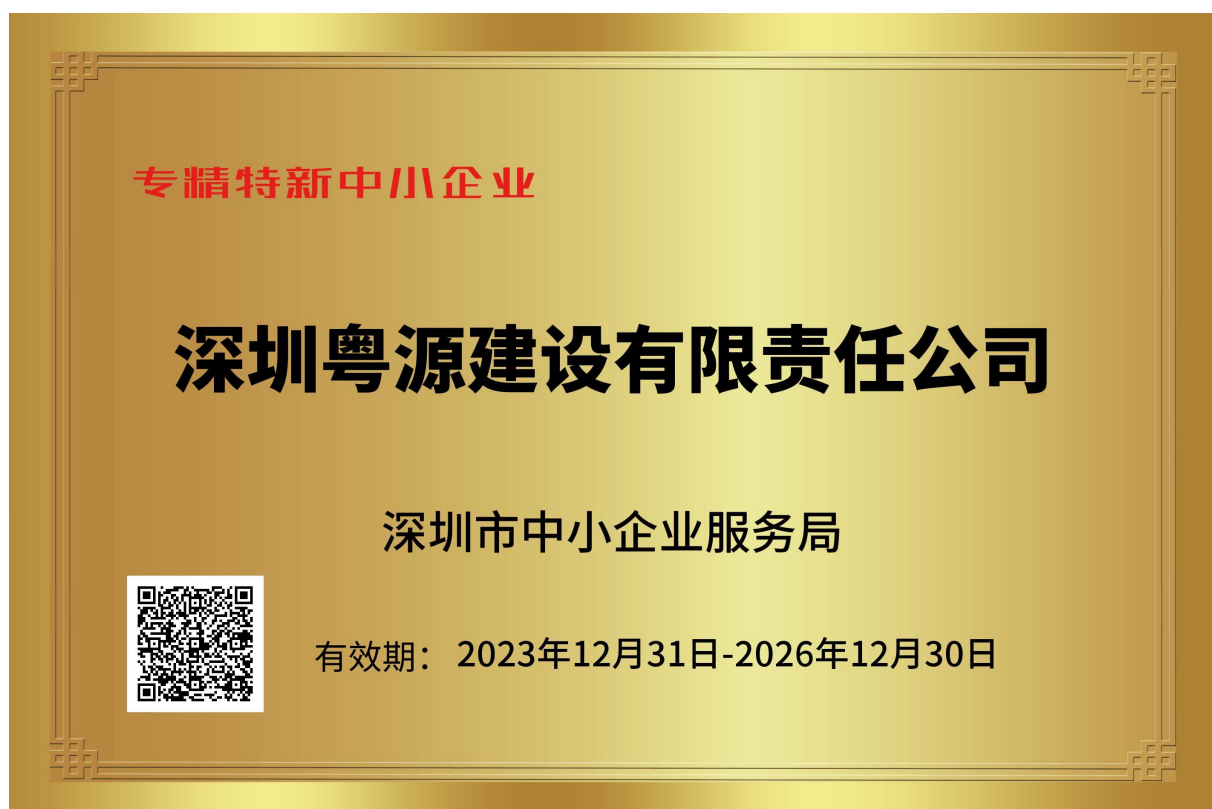 专精特新中小企业
深圳粤源建设有限责任公司
深圳市中小企业服务局
有效期： 2023年12月31日-2026年12月30日